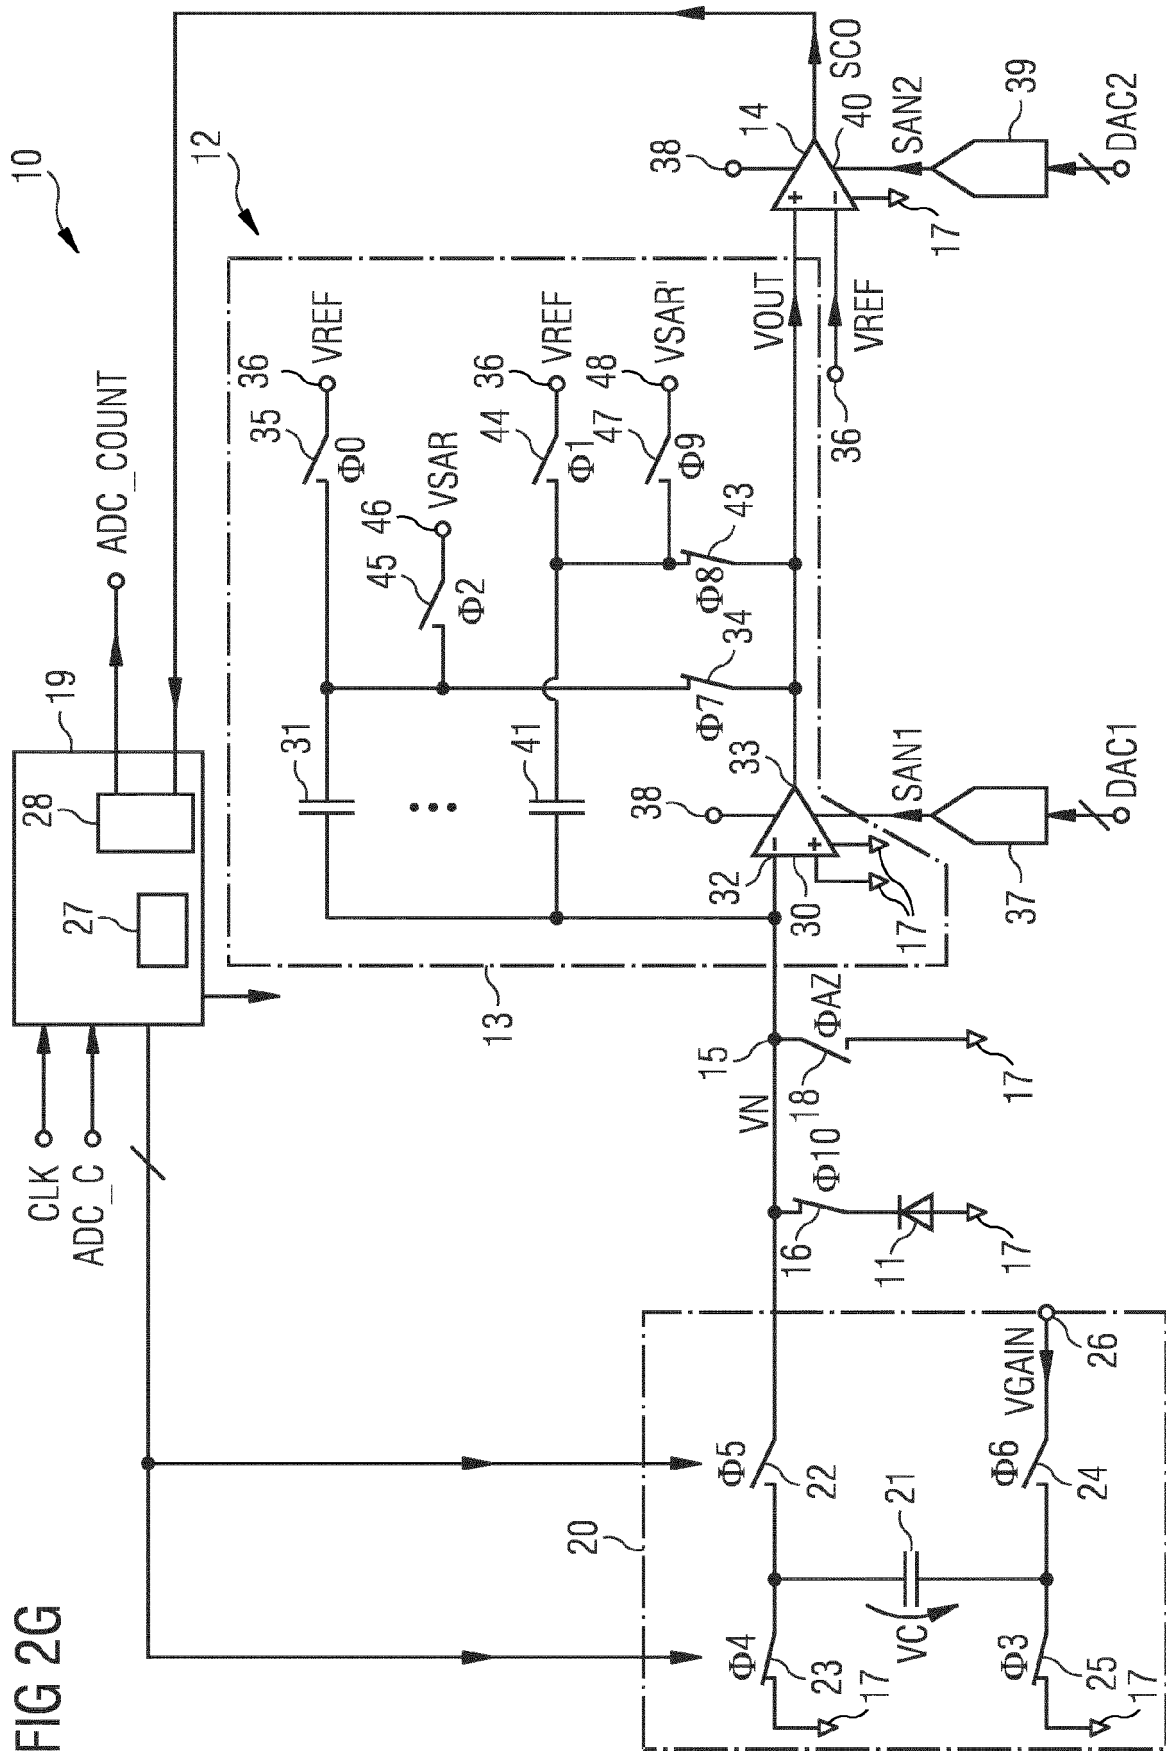 FIG 2G
10
12
CLK
ADC_C
27
28
19
ADC_COUNT
SCO
13
31
41
35
36
VREF
Φ0
45
46
VSAR
Φ2
44
36
VREF
Φ1
47
48
VSAR'
Φ9
Φ7
34
Φ8
43
38
32
30
33
17
SAN1
37
DAC1
VOUT
VREF
36
38
14
40
17
SAN2
39
DAC2
VN
15
18
ΦAZ
17
16
Φ10
11
17
20
Φ5
22
Φ4
23
17
21
VC
VGAIN
26
Φ6
24
Φ3
25
17